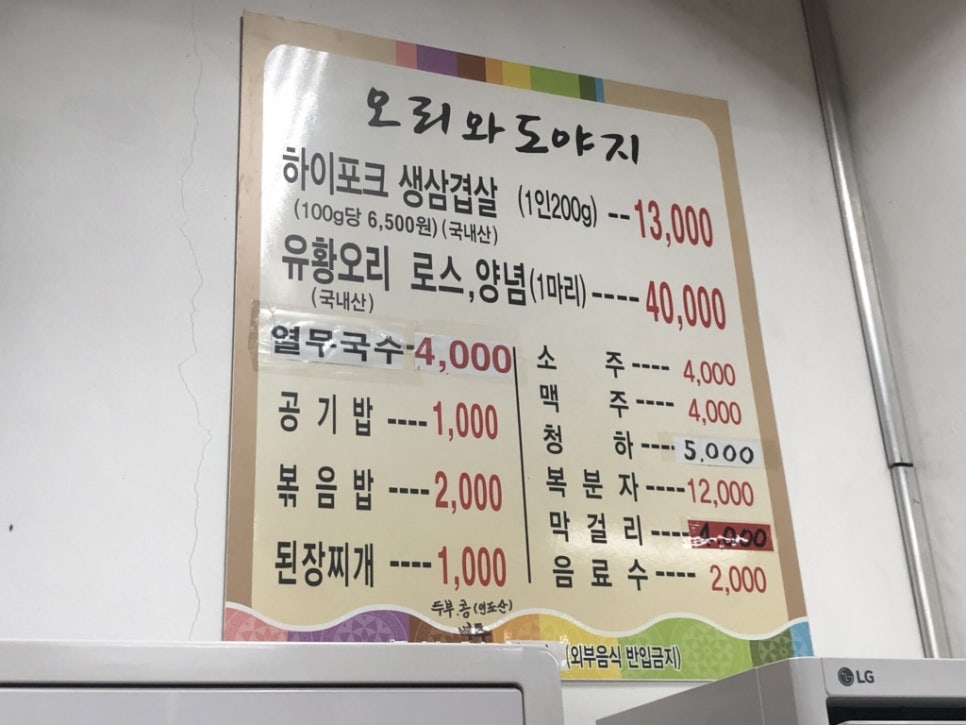 오리와 도야지
하이포크 생삼겹살 (1인200g) -- 13,000
(100g당 6,500원) (국내산)
유황오리 로스,양념(1마리)---- 40,000
(국내산)
열무국수-4,000
공기밥 ----1,000
볶음밥 ----2,000
된장찌개 ----1,000
소 주---- 4,000
맥 주---- 4,000
청 하---- 5,000
복분자----12,000
막걸리---- 4,000
음료수---- 2,000
두부.콩
(외부음식 반입금지)
LG